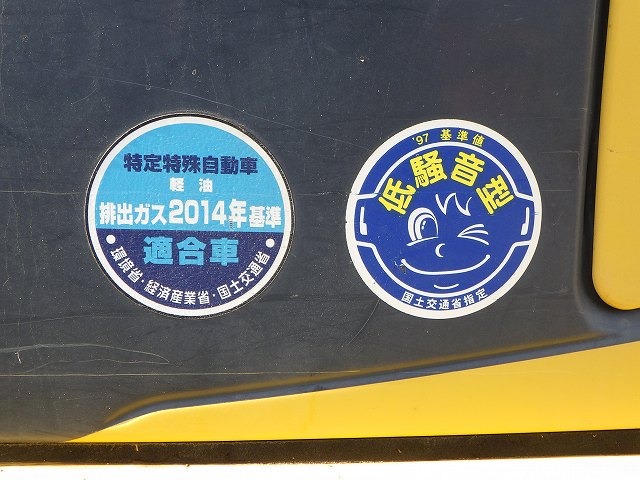 特定特殊自動車
軽油
排出ガス2014年基準
適合車
・環境省・経済産業省・国土交通省・
'97 基準値
低騒音型
国土交通省指定